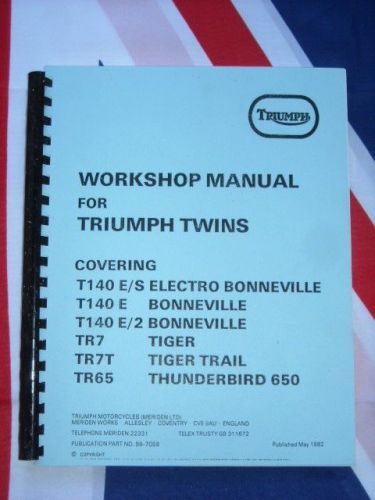 TRIUMPH
WORKSHOP MANUAL
FOR
TRIUMPH TWINS
COVERING
T140 E/S ELECTRO BONNEVILLE
T140 E BONNEVILLE
T140 E/2 BONNEVILLE
TR7 TIGER
TR7T TIGER TRAIL
TR65 THUNDERBIRD 650
TRIUMPH MOTORCYCLES (MERIDEN LTD)
MERIDEN WORKS ALLESLEY COVENTRY CV5 9AU ENGLAND
TELEPHONE MERIDEN 22331 TELEX TRUSTY GB 311672
PUBLICATION PART NO. 99-7059 Published May 1982
© COPYRIGHT